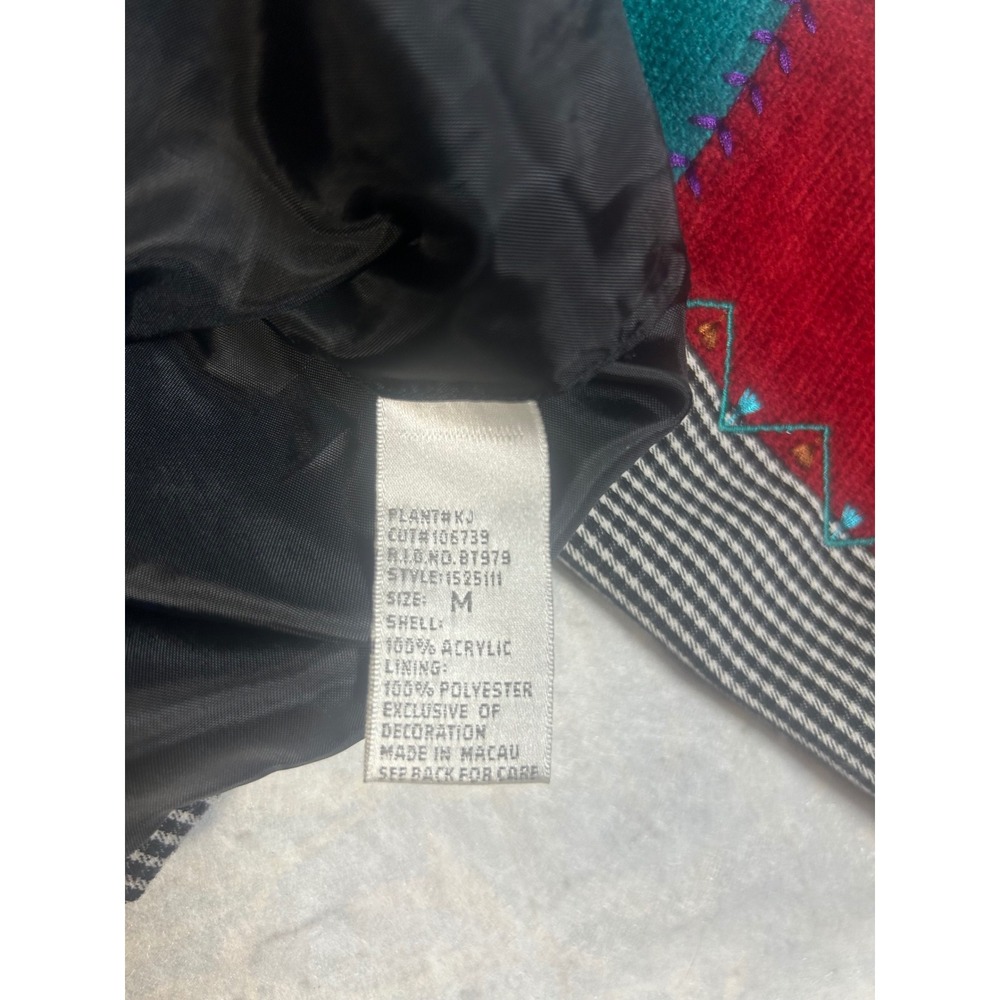 PLANT# KJ
CUT#106739
R.I.O.NO.BT979
STYLE:1525111
SIZE: M
SHELL:
100% ACRYLIC
LINING:
100% POLYESTER
EXCLUSIVE OF
DECORATION
MADE IN MACAU
SEE BACK FOR CARE